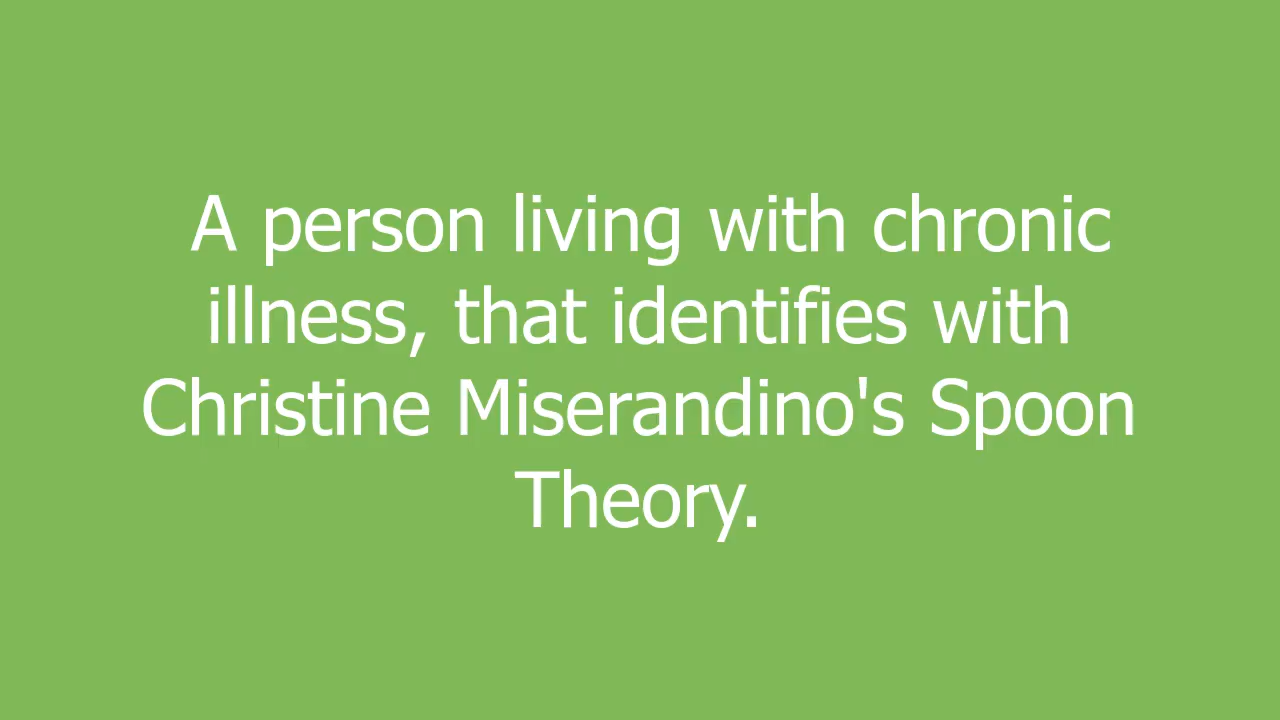 A person living with chronic
illness, that identifies with
Christine Miserandino's Spoon
Theory.